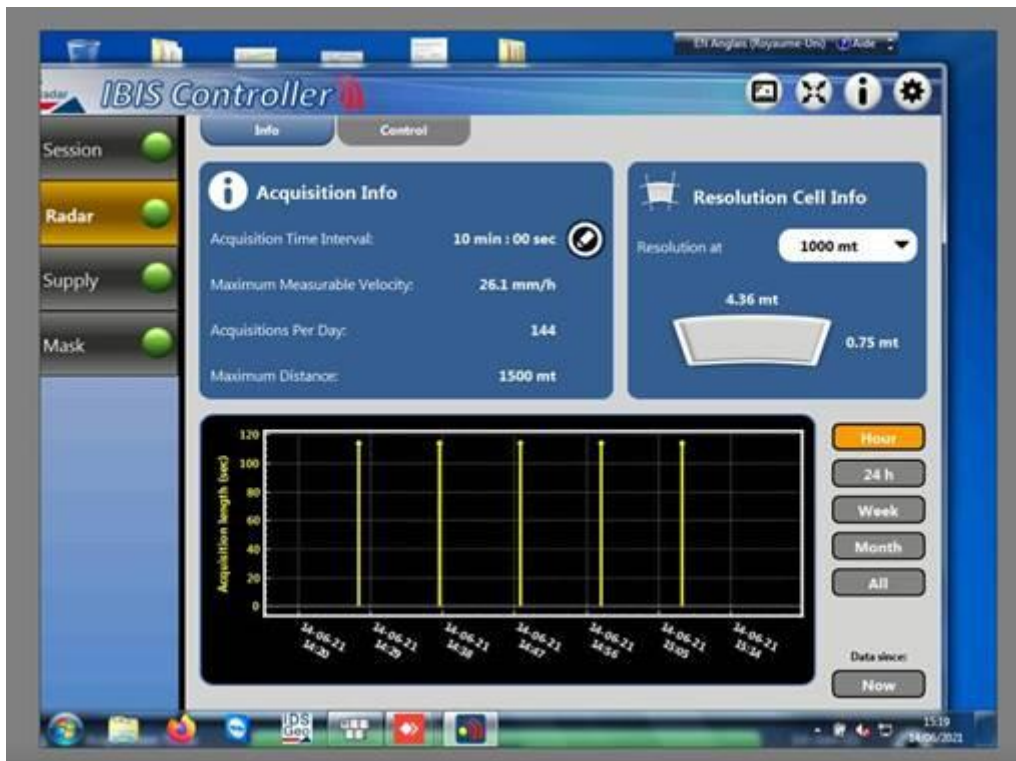 EN Anglais (Royaume-Uni) Aide
IBIS Controller
Info
Control
Session
Radar
Supply
Mask
Acquisition Info
Acquisition Time Interval: 10 min : 00 sec
Maximum Measurable Velocity: 26.1 mm/h
Acquisitions Per Day: 144
Maximum Distance: 1500 mt
Resolution Cell Info
Resolution at 1000 mt
4.36 mt
0.75 mt
Acquisition length (sec)
120
100
80
60
40
20
0
14-06-21 14:20
14-06-21 14:29
14-06-21 14:38
14-06-21 14:47
14-06-21 14:56
14-06-21 15:05
14-06-21 15:14
Hour
24 h
Week
Month
All
Data since:
Now
IDS
Geo
15:19
14/06/2021